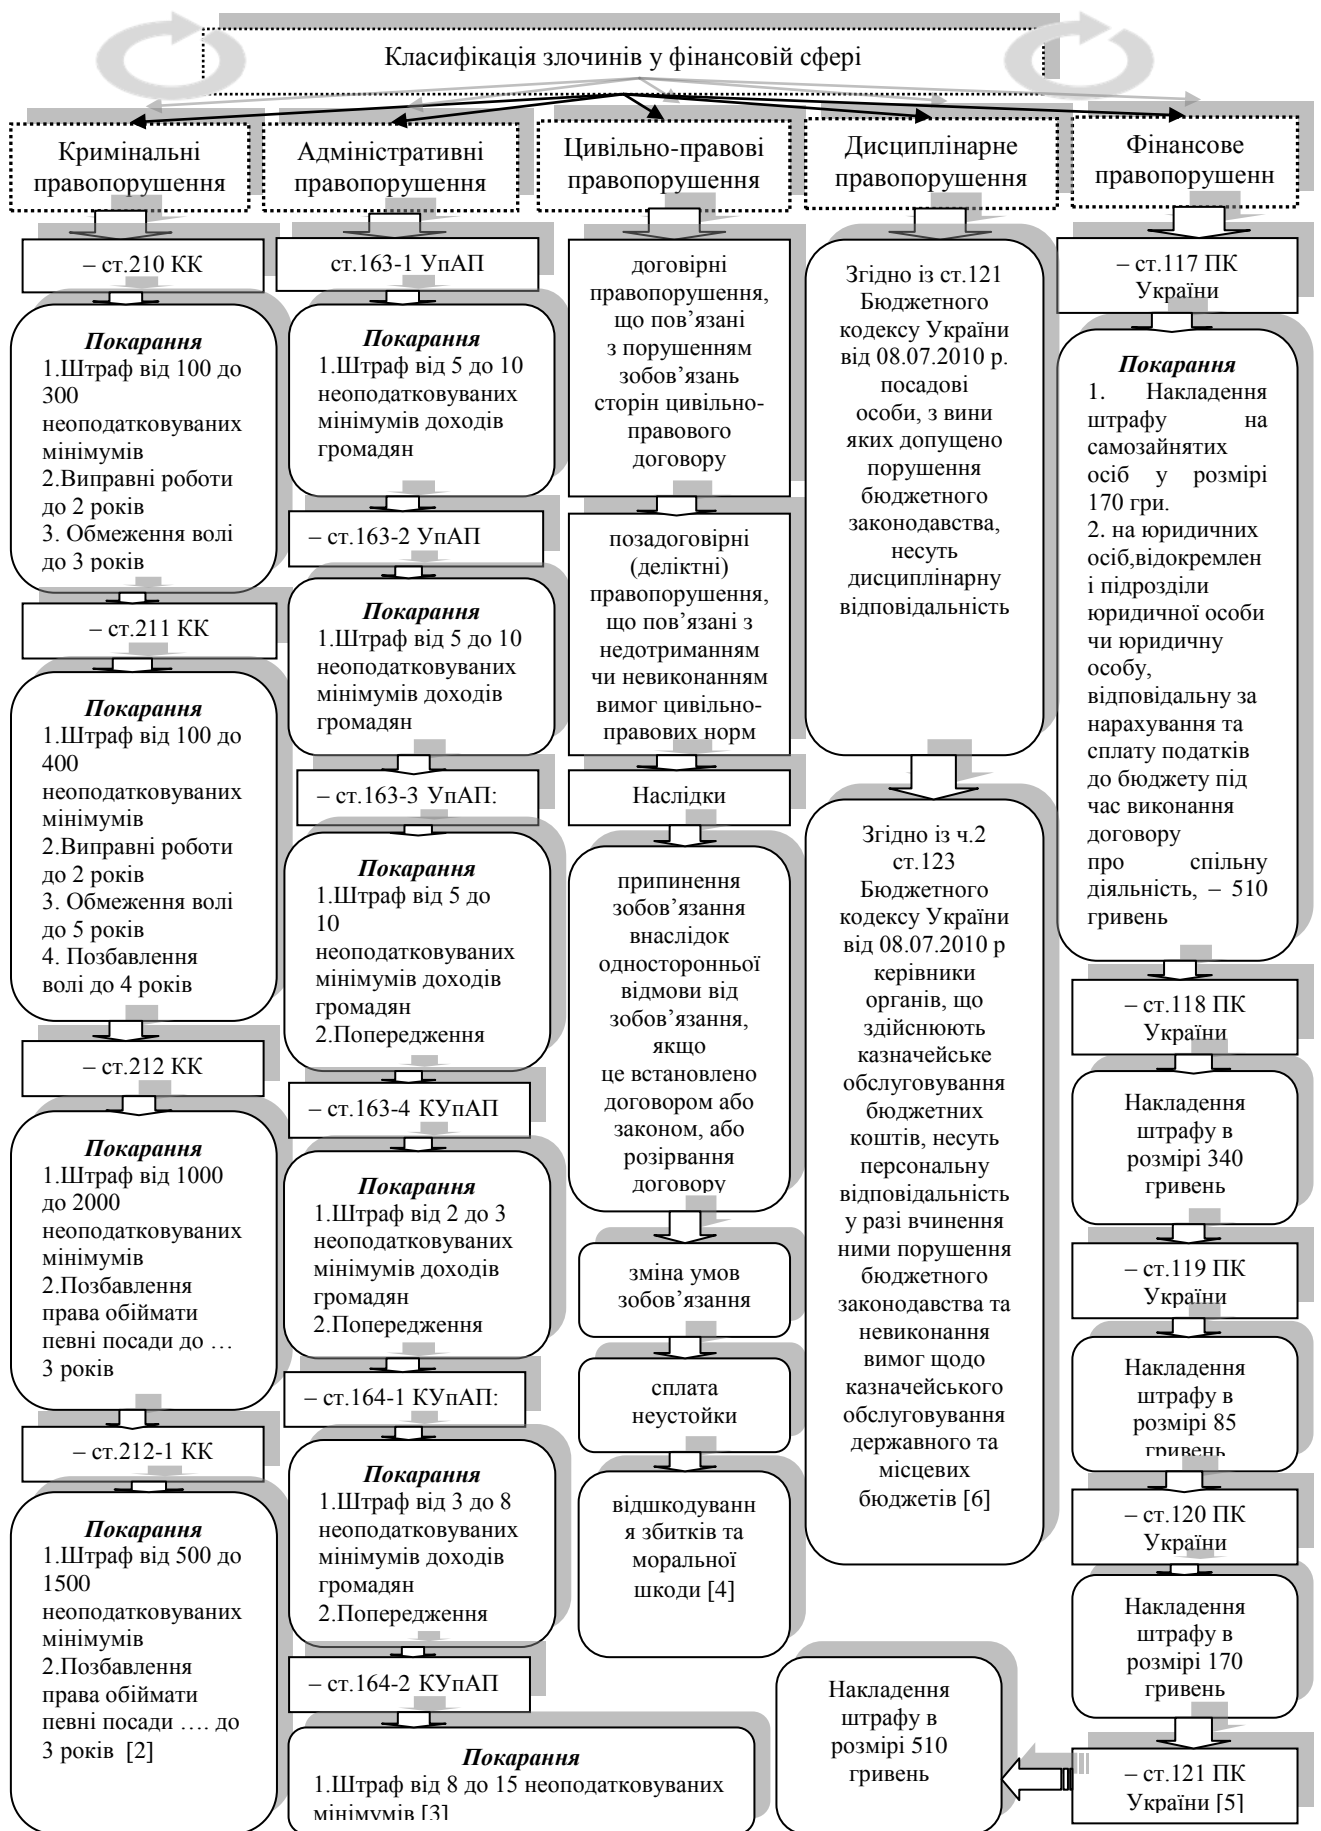 Класифікація злочинів у фінансовій сфері
Кримінальні
правопорушення
– ст.210 КК
Покарання
1.Штраф від 100 до
300
неоподатковуваних
мінімумів
2.Виправні роботи
до 2 років
3. Обмеження волі
до 3 років
– ст.211 КК
Покарання
1.Штраф від 100 до
400
неоподатковуваних
мінімумів
2.Виправні роботи
до 2 років
3. Обмеження волі
до 5 років
4. Позбавлення
волі до 4 років
– ст.212 КК
Покарання
1.Штраф від 1000
до 2000
неоподатковуваних
мінімумів
2.Позбавлення
права обіймати
певні посади до …
3 років
– ст.212-1 КК
Покарання
1.Штраф від 500 до
1500
неоподатковуваних
мінімумів
2.Позбавлення
права обіймати
певні посади …. до
3 років [2]
Адміністративні
правопорушення
ст.163-1 УпАП
Покарання
1.Штраф від 5 до 10
неоподатковуваних
мінімумів доходів
громадян
– ст.163-2 УпАП
Покарання
1.Штраф від 5 до 10
неоподатковуваних
мінімумів доходів
громадян
– ст.163-3 УпАП:
Покарання
1.Штраф від 5 до
10
неоподатковуваних
мінімумів доходів
громадян
2.Попередження
– ст.163-4 КУпАП
Покарання
1.Штраф від 2 до 3
неоподатковуваних
мінімумів доходів
громадян
2.Попередження
– ст.164-1 КУпАП:
Покарання
1.Штраф від 3 до 8
неоподатковуваних
мінімумів доходів
громадян
2.Попередження
– ст.164-2 КУпАП
Покарання
1.Штраф від 8 до 15 неоподатковуваних
мінімумів [3]
Цивільно-правові
правопорушення
договірні
правопорушення,
що пов’язані
з порушенням
зобов’язань
сторін цивільно-
правового
договору
позадоговірні
(деліктні)
правопорушення,
що пов’язані з
недотриманням
чи невиконанням
вимог цивільно-
правових норм
Наслідки
припинення
зобов’язання
внаслідок
односторонньої
відмови від
зобов’язання,
якщо
це встановлено
договором або
законом, або
розірвання
договору
зміна умов
зобов’язання
сплата
неустойки
відшкодуванн
я збитків та
моральної
шкоди [4]
Дисциплінарне
правопорушення
Згідно із ст.121
Бюджетного
кодексу України
від 08.07.2010 р.
посадові
особи, з вини
яких допущено
порушення
бюджетного
законодавства,
несуть
дисциплінарну
відповідальність
Згідно із ч.2
ст.123
Бюджетного
кодексу України
від 08.07.2010 р
керівники
органів, що
здійснюють
казначейське
обслуговування
бюджетних
коштів, несуть
персональну
відповідальність
у разі вчинення
ними порушення
бюджетного
законодавства та
невиконання
вимог щодо
казначейського
обслуговування
державного та
місцевих
бюджетів [6]
Фінансове
правопорушенн
– ст.117 ПК
України
Покарання
1. Накладення
штрафу на
самозайнятих
осіб у розмірі
170 гри.
2. на юридичних
осіб,відокремлен
і підрозділи
юридичної особи
чи юридичну
особу,
відповідальну за
нарахування та
сплату податків
до бюджету під
час виконання
договору
про спільну
діяльність, – 510
гривень
– ст.118 ПК
України
Накладення
штрафу в
розмірі 340
гривень
– ст.119 ПК
України
Накладення
штрафу в
розмірі 85
гривень
– ст.120 ПК
України
Накладення
штрафу в
розмірі 170
гривень
– ст.121 ПК
України [5]
Накладення
штрафу в
розмірі 510
гривень